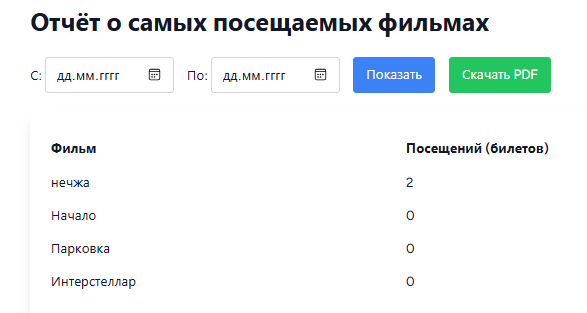 Отчёт о самых посещаемых фильмах
С: дд.мм.гггг По: дд.мм.гггг Показать Скачать PDF
Фильм Посещений (билетов)
нечжа 2
Начало 0
Парковка 0
Интерстеллар 0